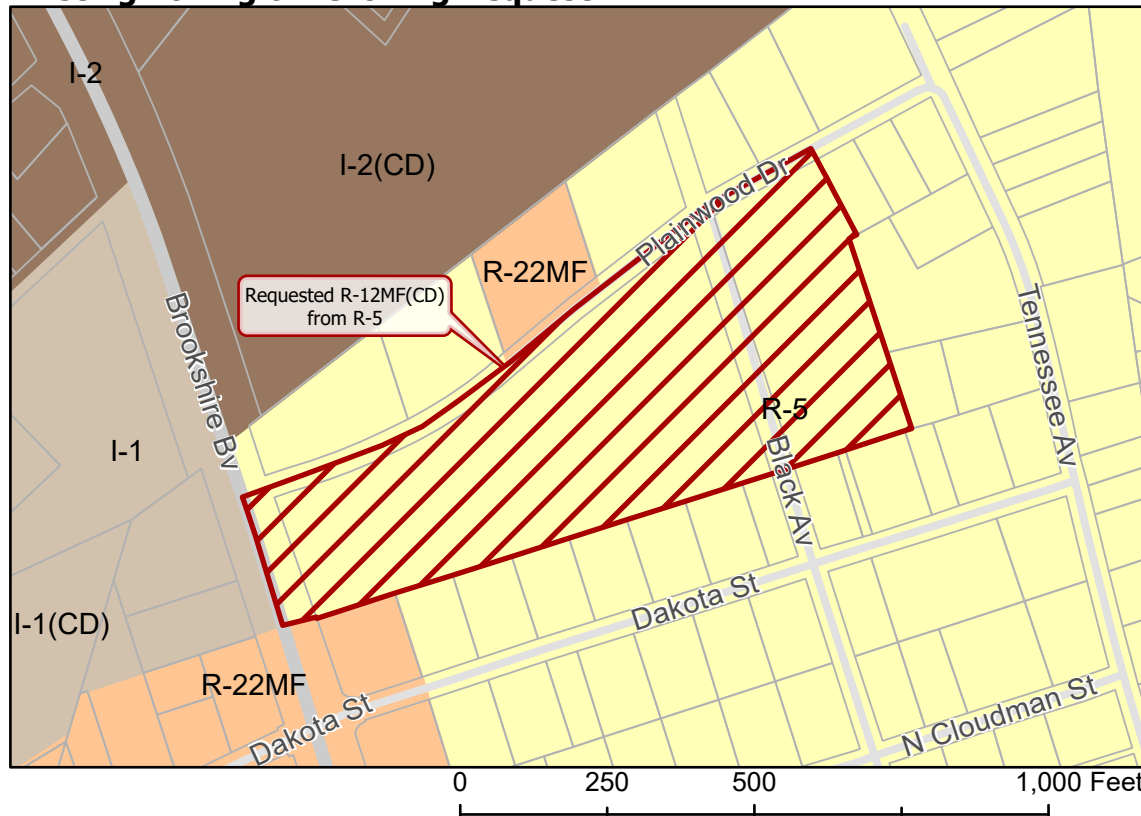 I-2
I-2(CD)
Plainwood Dr
R-22MF
Requested R-12MF(CD)
from R-5
Brookshire Bv
Tennessee Av
R-5
I-1
Black Av
Dakota St
I-1(CD)
R-22MF
Dakota St
N Cloudman St
0 250 500 1,000 Feet